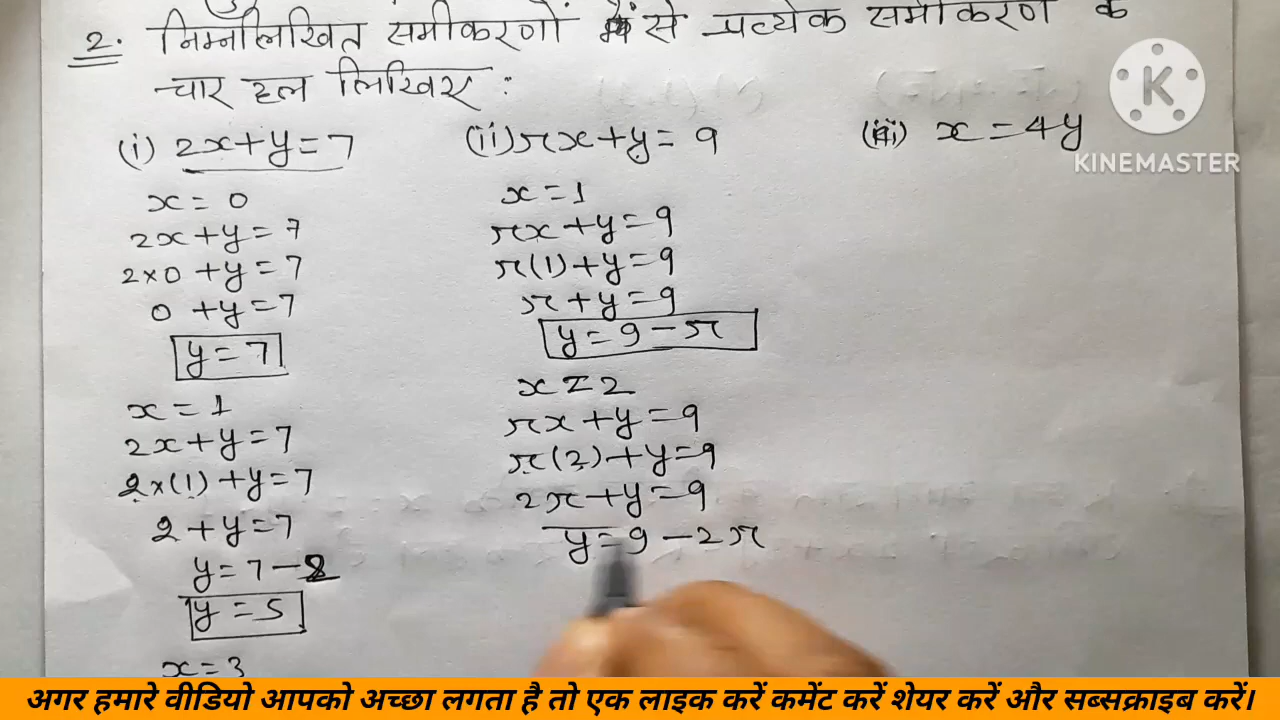 2. निम्नलिखित समीकरणों में से प्रत्येक समीकरण के
चार हल लिखिए :
(i) 2x+y=7
x=0
2x+y=7
2×0+y=7
0+y=7
y=7
x=1
2x+y=7
2×(1)+y=7
2+y=7
y=7-2
y=5
x=3
(ii) πx+y=9
x=1
πx+y=9
π(1)+y=9
π+y=9
y=9-π
x=2
πx+y=9
π(2)+y=9
2π+y=9
y=9-2π
(iii) x=4y
K
KINEMASTER
अगर हमारे वीडियो आपको अच्छा लगता है तो एक लाइक करें कमेंट करें शेयर करें और सब्सक्राइब करें।